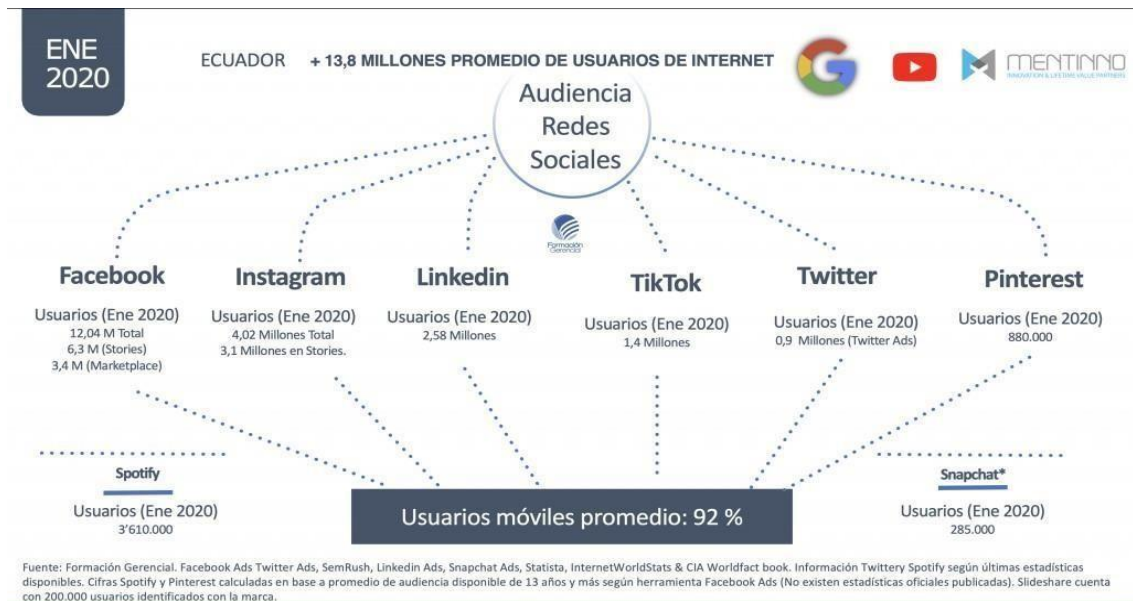 ENE
2020
ECUADOR + 13,8 MILLONES PROMEDIO DE USUARIOS DE INTERNET
MENTINNO
INNOVATION & LIFETIME VALUE PARTNERS
Audiencia
Redes
Sociales
Formación
Gerencial
Facebook
Usuarios (Ene 2020)
12,04 M Total
6,3 M (Stories)
3,4 M (Marketplace)
Instagram
Usuarios (Ene 2020)
4,02 Millones Total
3,1 Millones en Stories.
Linkedin
Usuarios (Ene 2020)
2,58 Millones
TikTok
Usuarios (Ene 2020)
1,4 Millones
Twitter
Usuarios (Ene 2020)
0,9 Millones (Twitter Ads)
Pinterest
Usuarios (Ene 2020)
880.000
Spotify
Usuarios (Ene 2020)
3'610.000
Usuarios móviles promedio: 92 %
Snapchat*
Usuarios (Ene 2020)
285.000
Fuente: Formación Gerencial. Facebook Ads Twitter Ads, SemRush, Linkedin Ads, Snapchat Ads, Statista, InternetWorldStats & CIA Worldfact book. Información Twittery Spotify según últimas estadísticas
disponibles. Cifras Spotify y Pinterest calculadas en base a promedio de audiencia disponible de 13 años y más según herramienta Facebook Ads (No existen estadísticas oficiales publicadas). Slideshare cuenta
con 200.000 usuarios identificados con la marca.